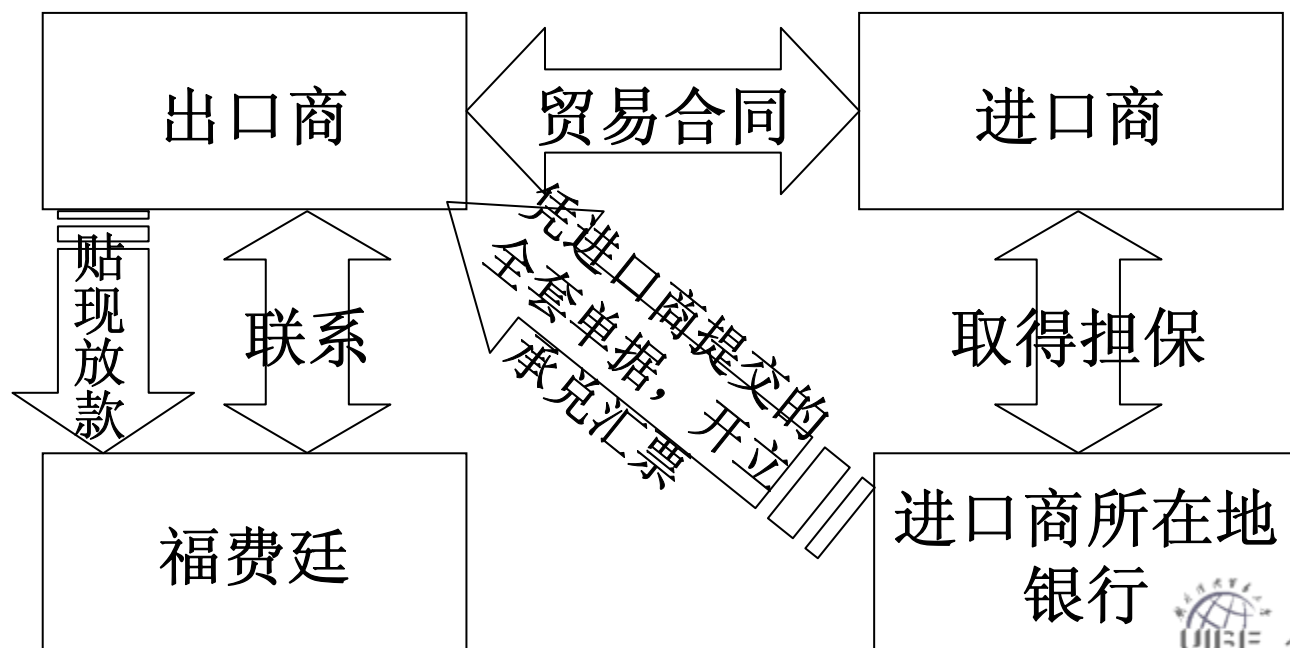 出口商
贸易合同
进口商
贴现放款
联系
凭进口商提交的
全套单据，开立
承兑汇票
取得担保
福费廷
进口商所在地
银行
UIBE